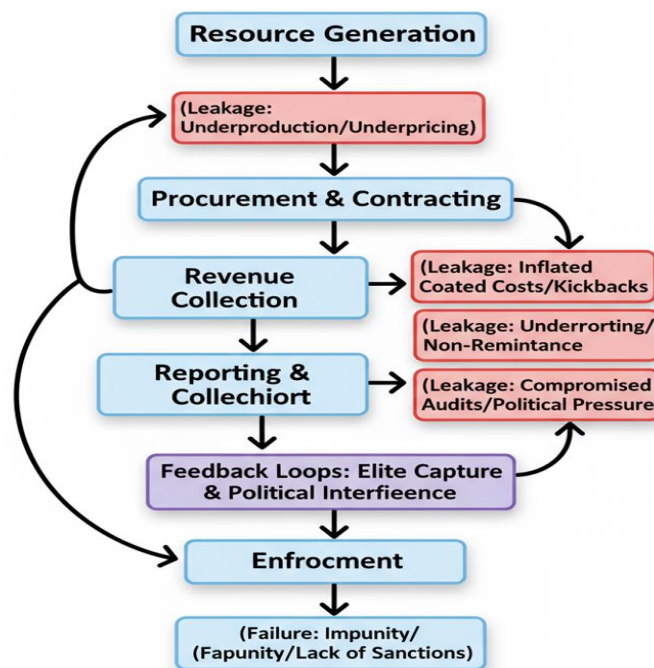 Resource Generation
(Leakage:
Underproduction/Underpricing)
Procurement & Contracting
Revenue
Collection
(Leakage: Inflated
Coated Costs/Kickbacks
(Leakage: Underrorting/
Non-Remintance
Reporting &
Collechiort
(Leakage: Compromised
Audits/Political Pressure
Feedback Loops: Elite Capture
& Political Interfieence
Enfrocment
(Failure: Impunity/
(Fapunity/Lack of Sanctions)